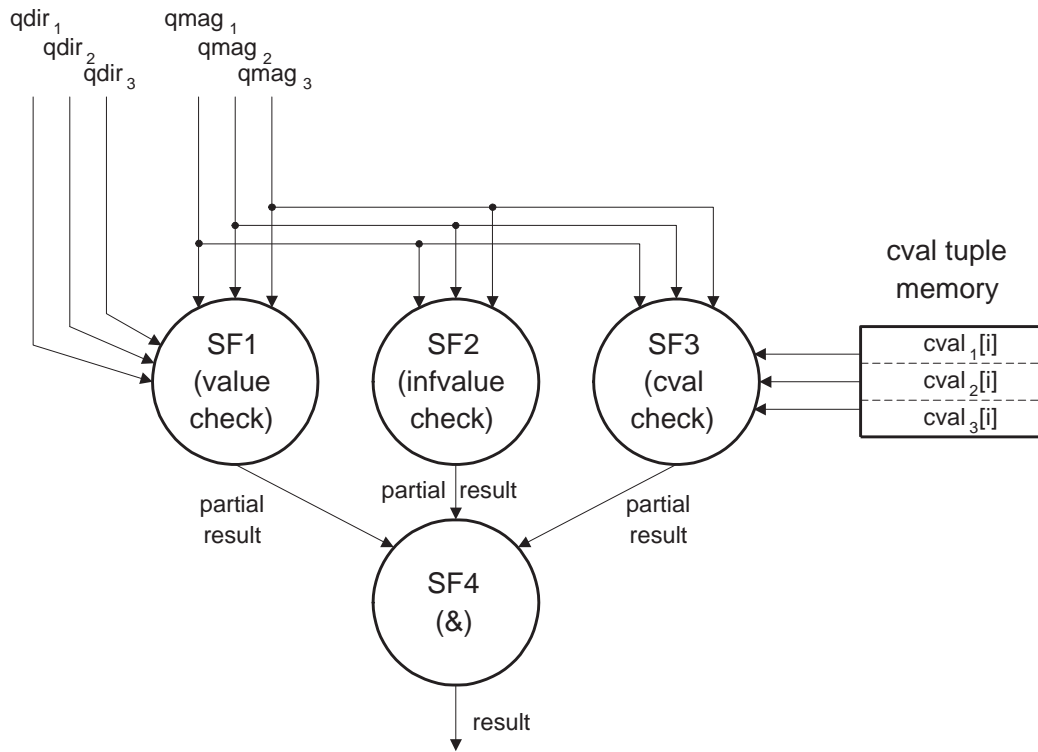 qdir 1
qdir 2
qdir 3
qmag 1
qmag 2
qmag 3
cval tuple
memory
SF1
(value
check)
SF2
(infvalue
check)
SF3
(cval
check)
cval 1[i]
cval 2[i]
cval 3[i]
partial
result
partial result
partial
result
SF4
(&)
result